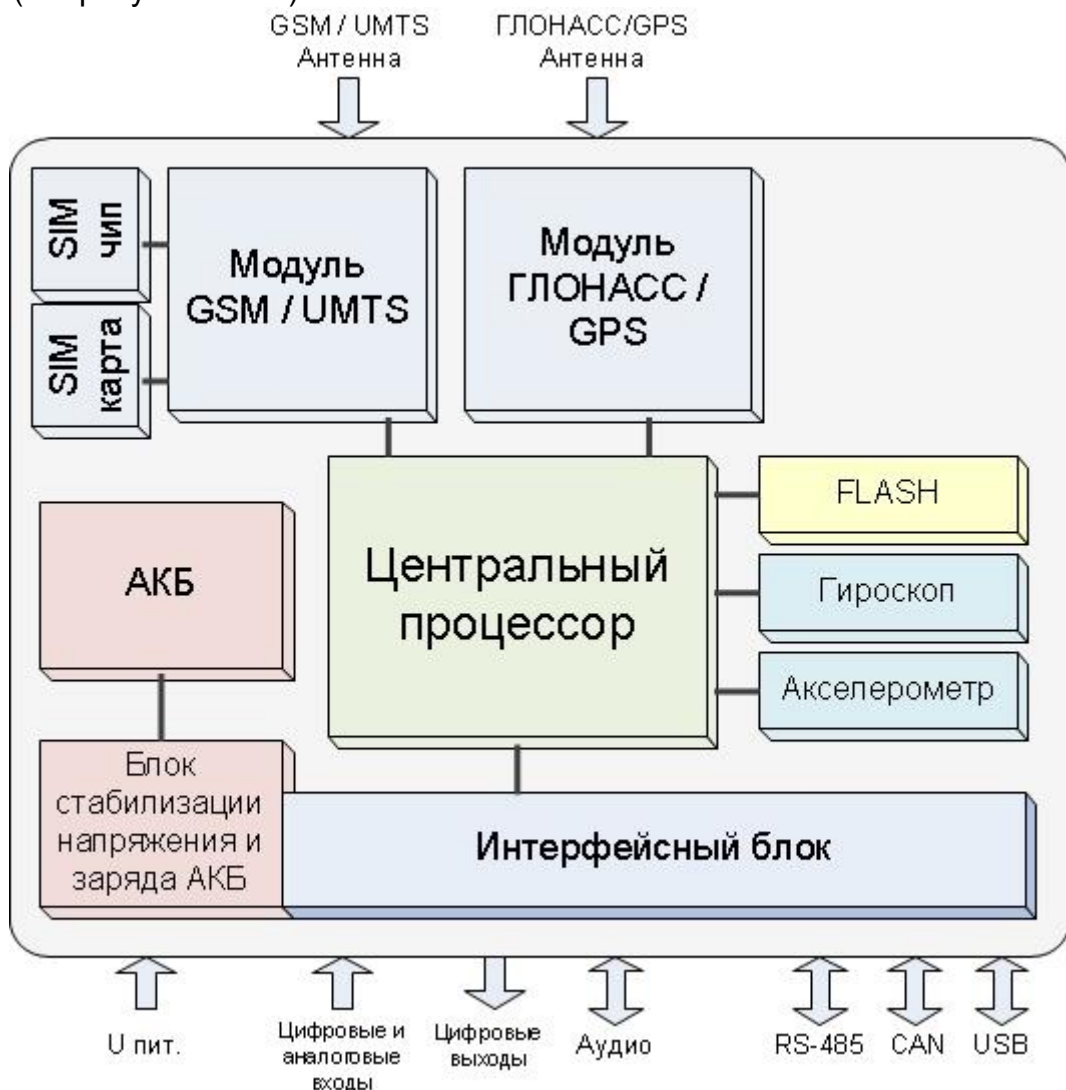 GSM / UMTS
Антенна
ГЛОНАСС/GPS
Антенна
SIM
чип
SIM
карта
Модуль
GSM / UMTS
Модуль
ГЛОНАСС /
GPS
АКБ
Центральный
процессор
FLASH
Гироскоп
Акселерометр
Блок
стабилизации
напряжения и
заряда АКБ
Интерфейсный блок
U пит.
Цифровые и
аналоговые
входы
Цифровые
выходы
Аудио
RS-485
CAN
USB